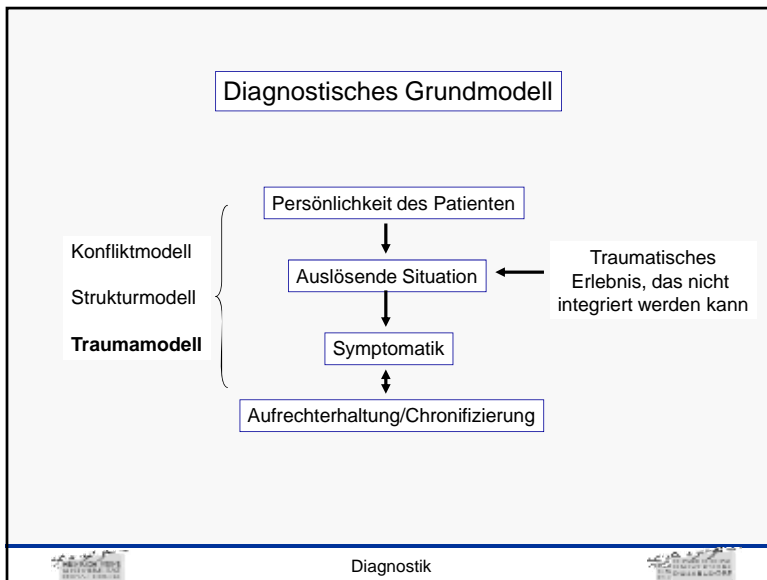 Diagnostisches Grundmodell
Persönlichkeit des Patienten
Konfliktmodell
Auslösende Situation
Traumatisches
Erlebnis, das nicht
integriert werden kann
Strukturmodell
Traumamodell
Symptomatik
Aufrechterhaltung/Chronifizierung
Diagnostik